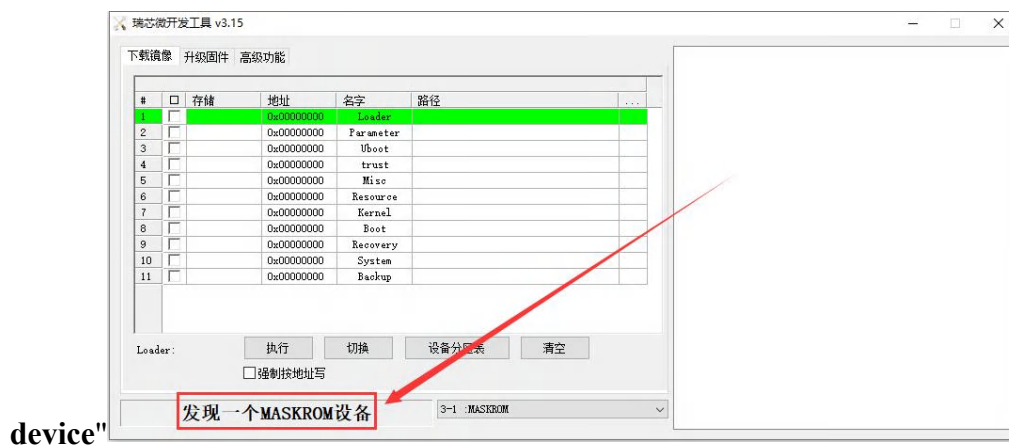 瑞芯微开发工具 v3.15
下载镜像 升级固件 高级功能
# 存储 地址 名字 路径 ...
1 0x00000000 Loader
2 0x00000000 Parameter
3 0x00000000 Uboot
4 0x00000000 trust
5 0x00000000 Misc
6 0x00000000 Resource
7 0x00000000 Kernel
8 0x00000000 Boot
9 0x00000000 Recovery
10 0x00000000 System
11 0x00000000 Backup
Loader: 执行 切换 设备分区表 清空
强制按地址写
发现一个MASKROM设备 3-1 :MASKROM
device"